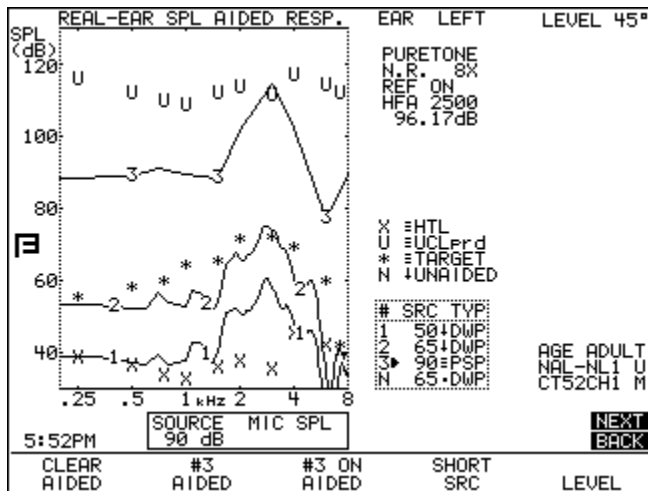 REAL-EAR SPL AIDED RESP.
EAR LEFT
LEVEL 45°
SPL
(dB)
120
100
80
60
40
PURETONE
N.R. 8X
REF ON
HFA 2500
96.17dB
X ≡HTL
U ≡UCLprd
* ≡TARGET
N ↓UNAIDED
# SRC TYP
1 50↓DWP
2 65↓DWP
3▶ 90≡PSP
N 65·DWP
AGE ADULT
NAL-NL1 U
CT52CH1 M
.25 .5 1 kHz 2 4 8
SOURCE MIC SPL
90 dB
5:52PM
NEXT
BACK
CLEAR AIDED
#3 AIDED
#3 ON AIDED
SHORT SRC
LEVEL